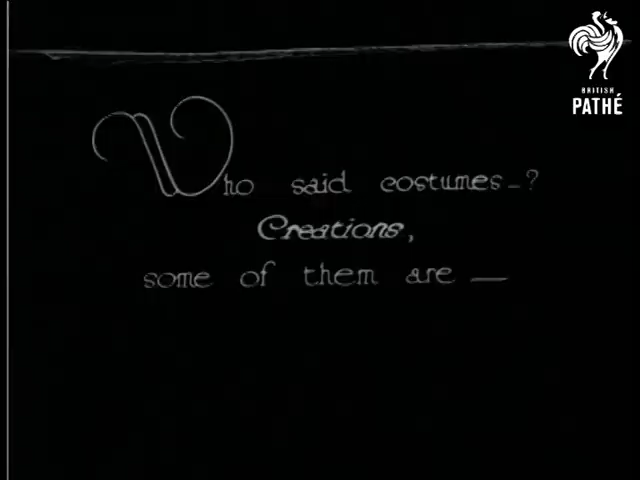 BRITISH
PATHÉ
Who said costumes - ?
Creations,
some of them are —